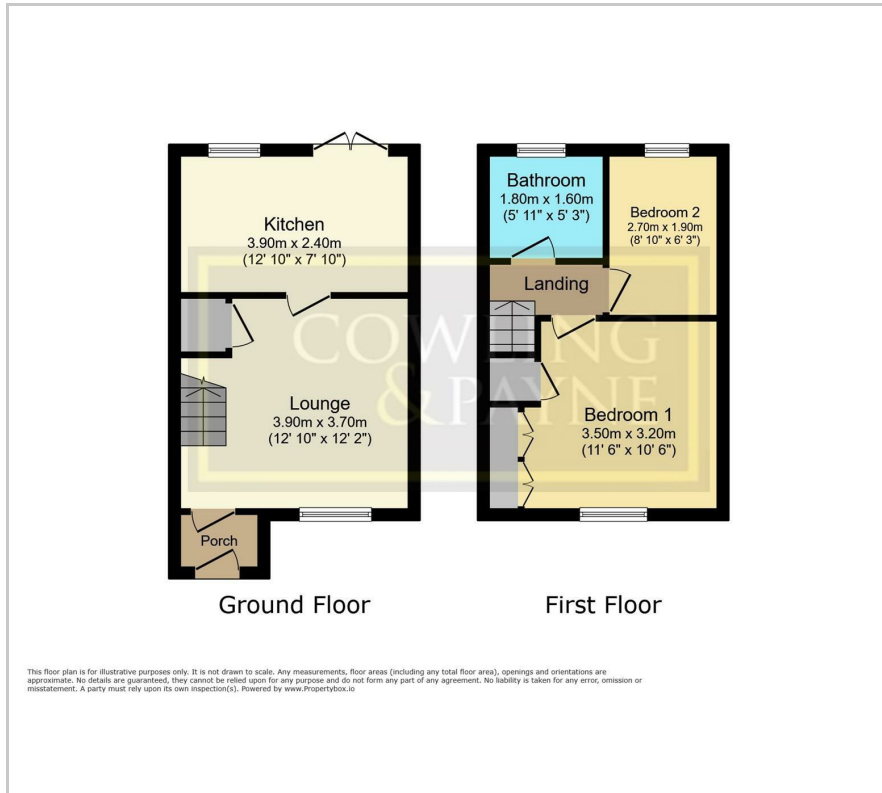 Kitchen
3.90m x 2.40m
(12' 10" x 7' 10")
Lounge
3.90m x 3.70m
(12' 10" x 12' 2")
Porch
Ground Floor
Bathroom
1.80m x 1.60m
(5' 11" x 5' 3")
Bedroom 2
2.70m x 1.90m
(8' 10" x 6' 3")
Landing
Bedroom 1
3.50m x 3.20m
(11' 6" x 10' 6")
First Floor
COWLING
&PAYNE
This floor plan is for illustrative purposes only. It is not drawn to scale. Any measurements, floor areas (including any total floor area), openings and orientations are
approximate. No details are guaranteed, they cannot be relied upon for any purpose and do not form any part of any agreement. No liability is taken for any error, omission or
misstatement. A party must rely upon its own inspection(s). Powered by www.Propertybox.io